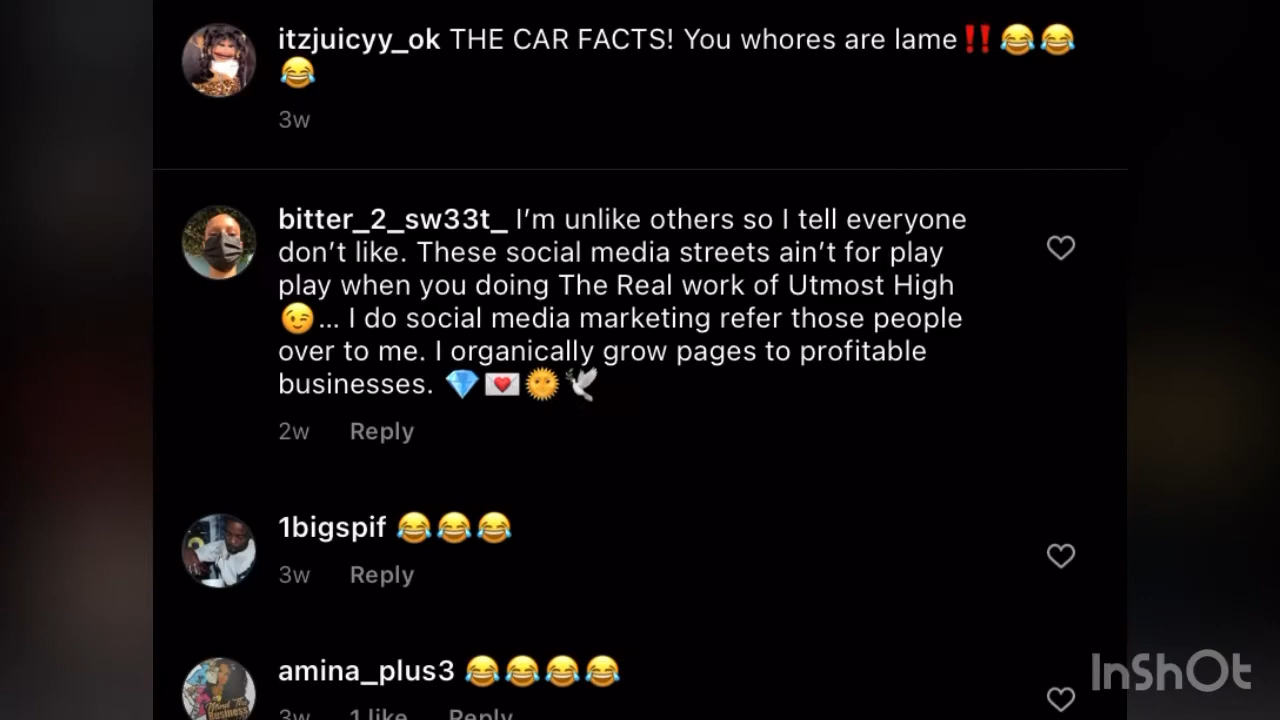 itzjuicyy_ok THE CAR FACTS! You whores are lame‼️😂😂
😂
3w
bitter_2_sw33t_ I'm unlike others so I tell everyone
don't like. These social media streets ain't for play
play when you doing The Real work of Utmost High
😉... I do social media marketing refer those people
over to me. I organically grow pages to profitable
businesses. 💎💌🌞🕊
2w Reply
1bigspif 😂😂😂
3w Reply
amina_plus3 😂😂😂😂
3w 1 like Reply
InShOt